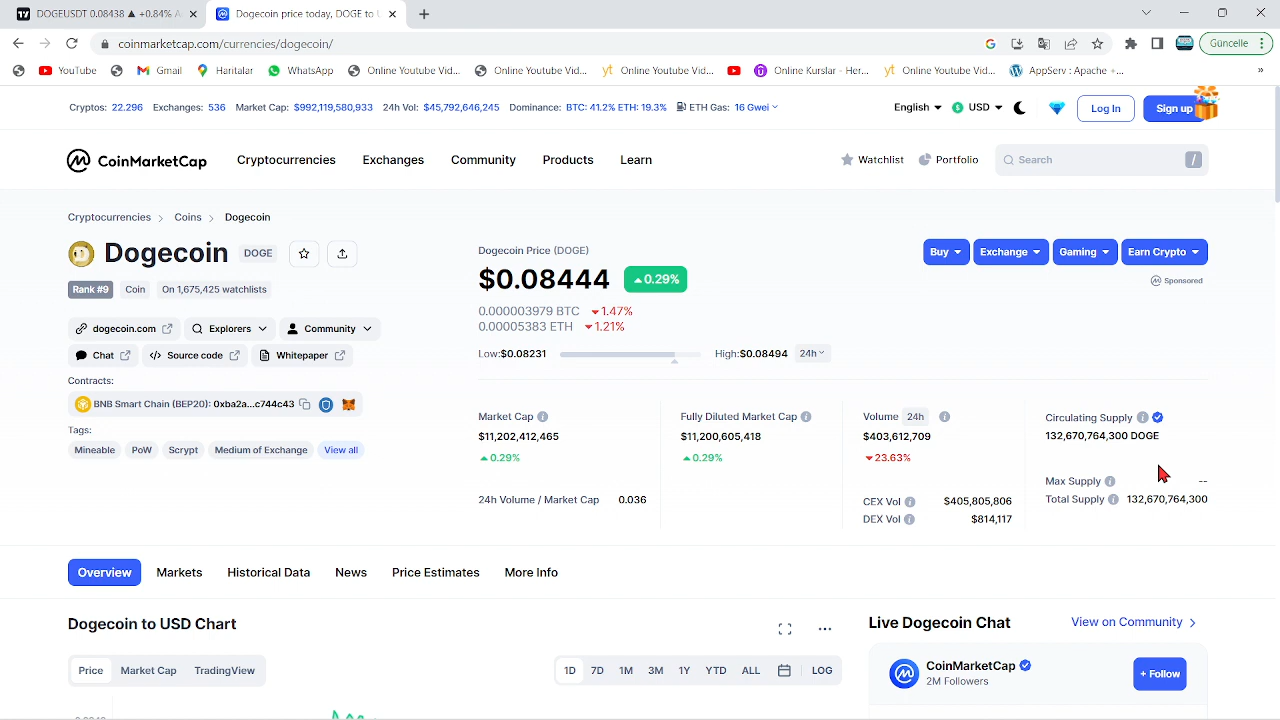 DOGEUSDT 0.08438 ▲ +0.84% A
Dogecoin price today, DOGE to U
coinmarketcap.com/currencies/dogecoin/
Güncelle
YouTube Gmail Haritalar WhatsApp Online Youtube Vid... Online Youtube Vid... Online Youtube Vid... Online Kurslar - Her... Online Youtube Vid... AppServ : Apache +... »
Cryptos: 22.296 Exchanges: 536 Market Cap: $992,119,580,933 24h Vol: $45,792,646,245 Dominance: BTC: 41.2% ETH: 19.3% ETH Gas: 16 Gwei
English USD Log In Sign up
CoinMarketCap Cryptocurrencies Exchanges Community Products Learn
Watchlist Portfolio Search /
Cryptocurrencies > Coins > Dogecoin
Dogecoin DOGE
Rank #9 Coin On 1,675,425 watchlists
dogecoin.com Explorers Community
Chat Source code Whitepaper
Contracts:
BNB Smart Chain (BEP20): 0xba2a...c744c43
Tags:
Mineable PoW Scrypt Medium of Exchange View all
Dogecoin Price (DOGE)
$0.08444 ▲0.29%
0.000003979 BTC ▼1.47%
0.00005383 ETH ▼1.21%
Low:$0.08231 High:$0.08494 24h
Buy Exchange Gaming Earn Crypto
Sponsored
Market Cap
$11,202,412,465
▲0.29%
24h Volume / Market Cap 0.036
Fully Diluted Market Cap
$11,200,605,418
▲0.29%
Volume 24h
$403,612,709
▼23.63%
CEX Vol $405,805,806
DEX Vol $814,117
Circulating Supply
132,670,764,300 DOGE
Max Supply --
Total Supply 132,670,764,300
Overview Markets Historical Data News Price Estimates More Info
Dogecoin to USD Chart
Price Market Cap TradingView
1D 7D 1M 3M 1Y YTD ALL LOG
Live Dogecoin Chat View on Community >
CoinMarketCap
2M Followers
+ Follow